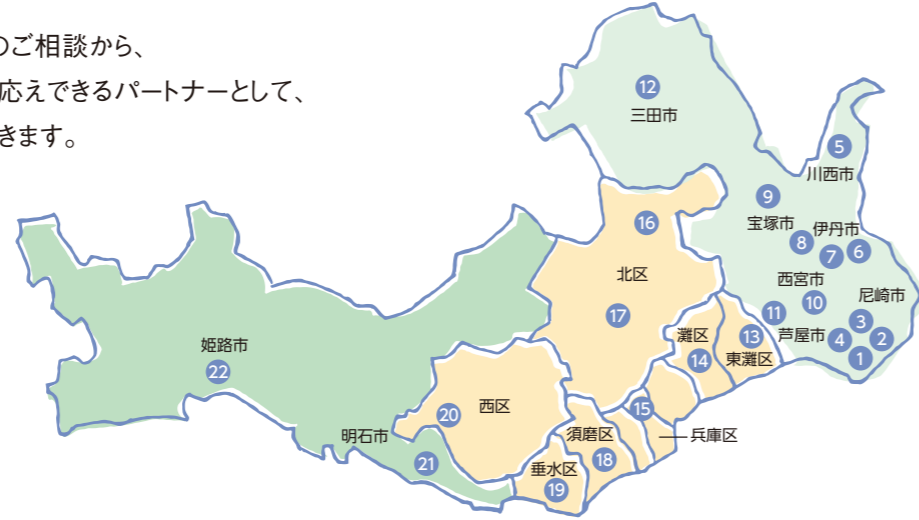 のご相談から、
応えできるパートナーとして、
きます。
12
三田市
5
川西市
9
宝塚市
伊丹市
8
7
6
16
北区
西宮市
10
尼崎市
17
11
芦屋市
3
4
2
1
13
東灘区
灘区
14
姫路市
22
20
西区
15
兵庫区
明石市
21
須磨区
18
垂水区
19